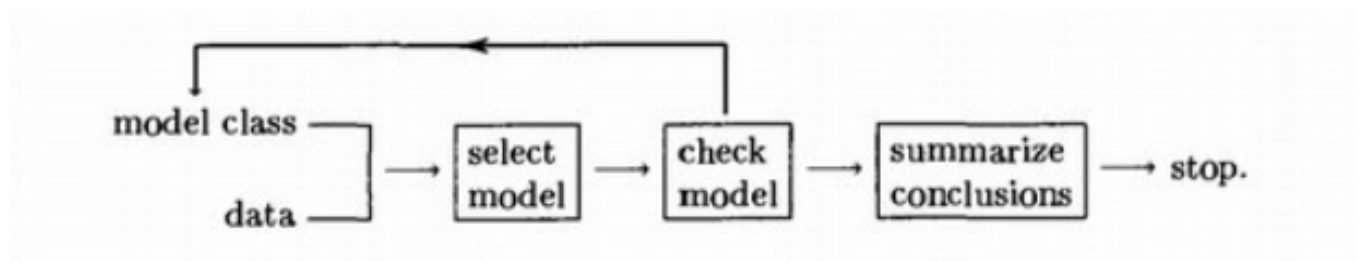 model class
data
select
model
check
model
summarize
conclusions
stop.